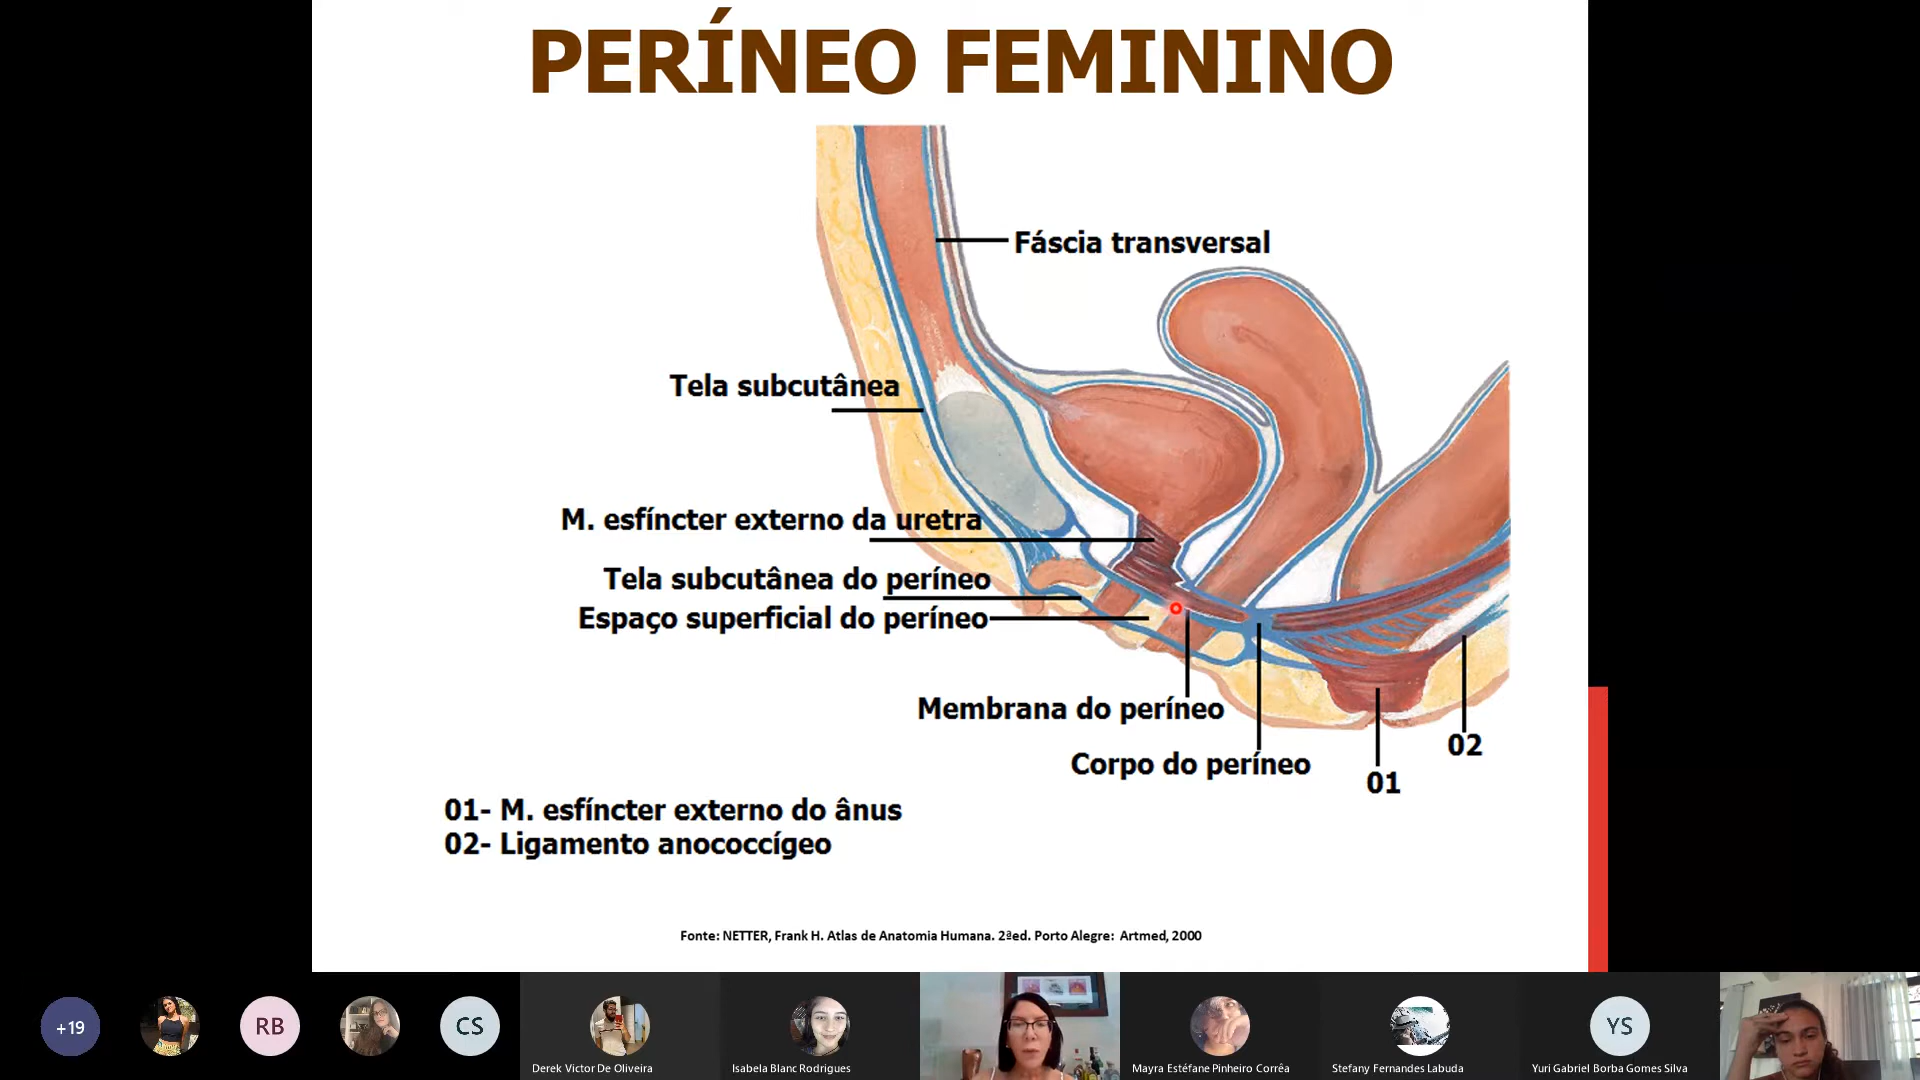 PERÍNEO FEMININO
Fáscia transversal
Tela subcutânea
M. esfíncter externo da uretra
Tela subcutânea do períneo
Espaço superficial do períneo
Membrana do períneo
Corpo do períneo
02
01
01- M. esfíncter externo do ânus
02- Ligamento anococcígeo
Fonte: NETTER, Frank H. Atlas de Anatomia Humana. 2ªed. Porto Alegre: Artmed, 2000
+19
RB
CS
YS
Derek Victor De Oliveira
Isabela Blanc Rodrigues
Mayra Estéfane Pinheiro Corrêa
Stefany Fernandes Labuda
Yuri Gabriel Borba Gomes Silva